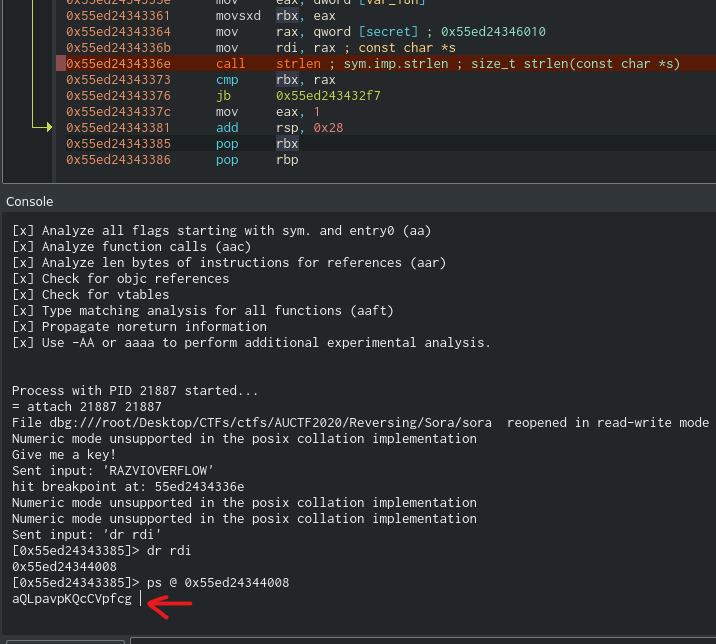 0x55ed24343361 movsxd rbx, eax
0x55ed24343364 mov rax, qword [secret] ; 0x55ed24346010
0x55ed2434336b mov rdi, rax ; const char *s
0x55ed2434336e call strlen ; sym.imp.strlen ; size_t strlen(const char *s)
0x55ed24343373 cmp rbx, rax
0x55ed24343376 jb 0x55ed243432f7
0x55ed2434337c mov eax, 1
0x55ed24343381 add rsp, 0x28
0x55ed24343385 pop rbx
0x55ed24343386 pop rbp
Console
[x] Analyze all flags starting with sym. and entry0 (aa)
[x] Analyze function calls (aac)
[x] Analyze len bytes of instructions for references (aar)
[x] Check for objc references
[x] Check for vtables
[x] Type matching analysis for all functions (aaft)
[x] Propagate noreturn information
[x] Use -AA or aaaa to perform additional experimental analysis.
Process with PID 21887 started...
= attach 21887 21887
File dbg:///root/Desktop/CTFs/ctfs/AUCTF2020/Reversing/Sora/sora reopened in read-write mode
Numeric mode unsupported in the posix collation implementation
Give me a key!
Sent input: 'RAZVIOVERFLOW'
hit breakpoint at: 55ed2434336e
Numeric mode unsupported in the posix collation implementation
Numeric mode unsupported in the posix collation implementation
Sent input: 'dr rdi'
[0x55ed24343385]> dr rdi
0x55ed24344008
[0x55ed24343385]> ps @ 0x55ed24344008
aQLpavpKQcCVpfcg